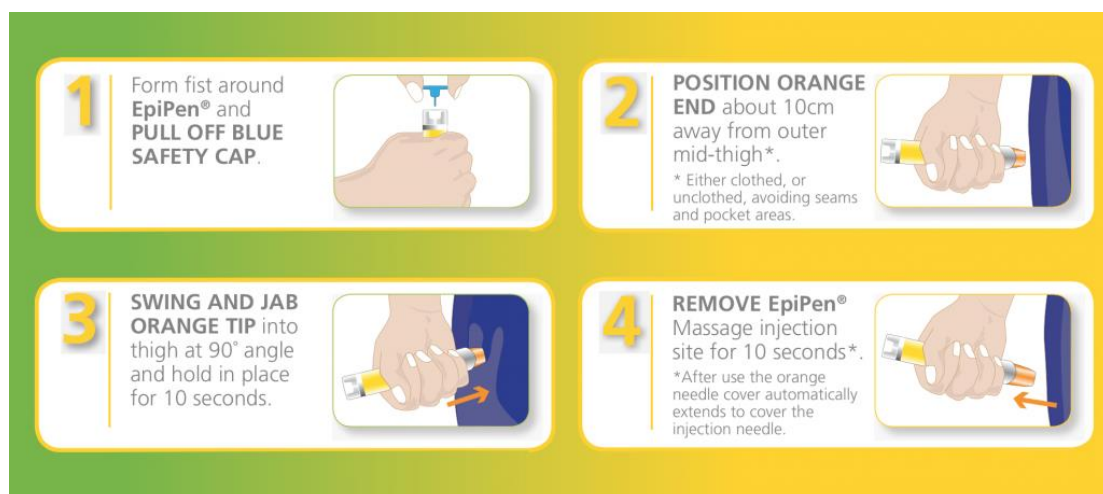 1
Form fist around
EpiPen® and
PULL OFF BLUE
SAFETY CAP.
2
POSITION ORANGE
END about 10cm
away from outer
mid-thigh*.
* Either clothed, or
unclothed, avoiding seams
and pocket areas.
3
SWING AND JAB
ORANGE TIP into
thigh at 90˚ angle
and hold in place
for 10 seconds.
4
REMOVE EpiPen®
Massage injection
site for 10 seconds*.
*After use the orange
needle cover automatically
extends to cover the
injection needle.